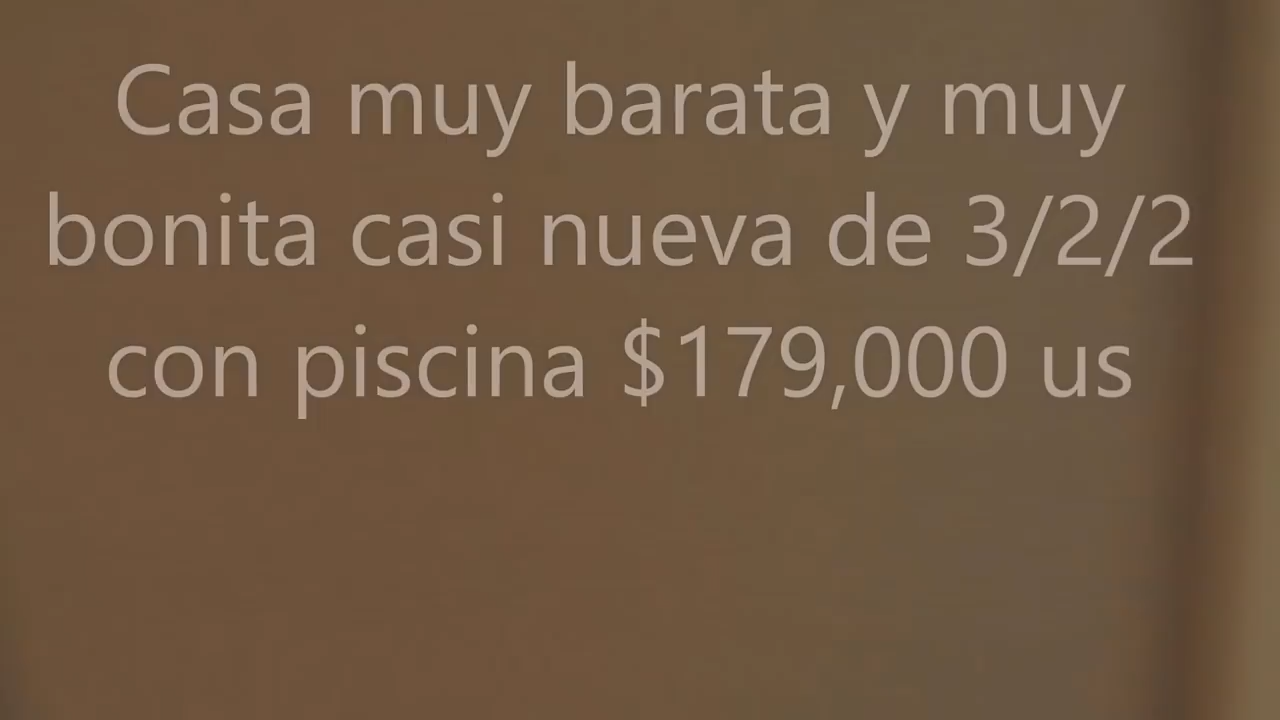 Casa muy barata y muy
bonita casi nueva de 3/2/2
con piscina $179,000 us